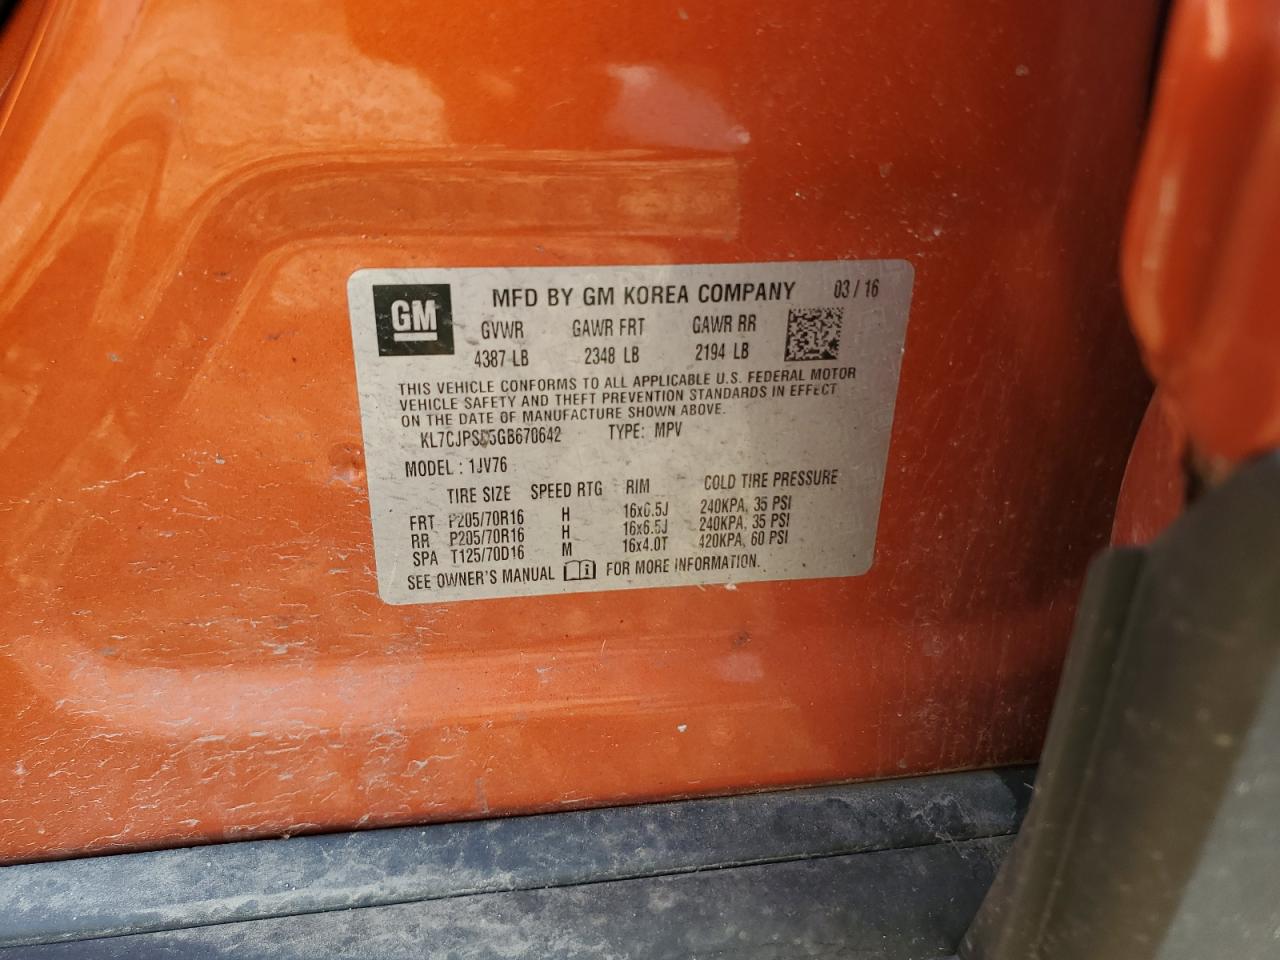 GM
MFD BY GM KOREA COMPANY 03 / 16
GVWR GAWR FRT GAWR RR
4387 LB 2348 LB 2194 LB
THIS VEHICLE CONFORMS TO ALL APPLICABLE U.S. FEDERAL MOTOR
VEHICLE SAFETY AND THEFT PREVENTION STANDARDS IN EFFECT
ON THE DATE OF MANUFACTURE SHOWN ABOVE.
TYPE: MPV
MODEL : 1JV76
TIRE SIZE SPEED RTG RIM COLD TIRE PRESSURE
FRT P205/70R16 H 16x6.5J 240KPA, 35 PSI
RR P205/70R16 H 16x6.5J 240KPA, 35 PSI
SPA T125/70D16 M 16x4.0T 420KPA, 60 PSI
SEE OWNER'S MANUAL FOR MORE INFORMATION.